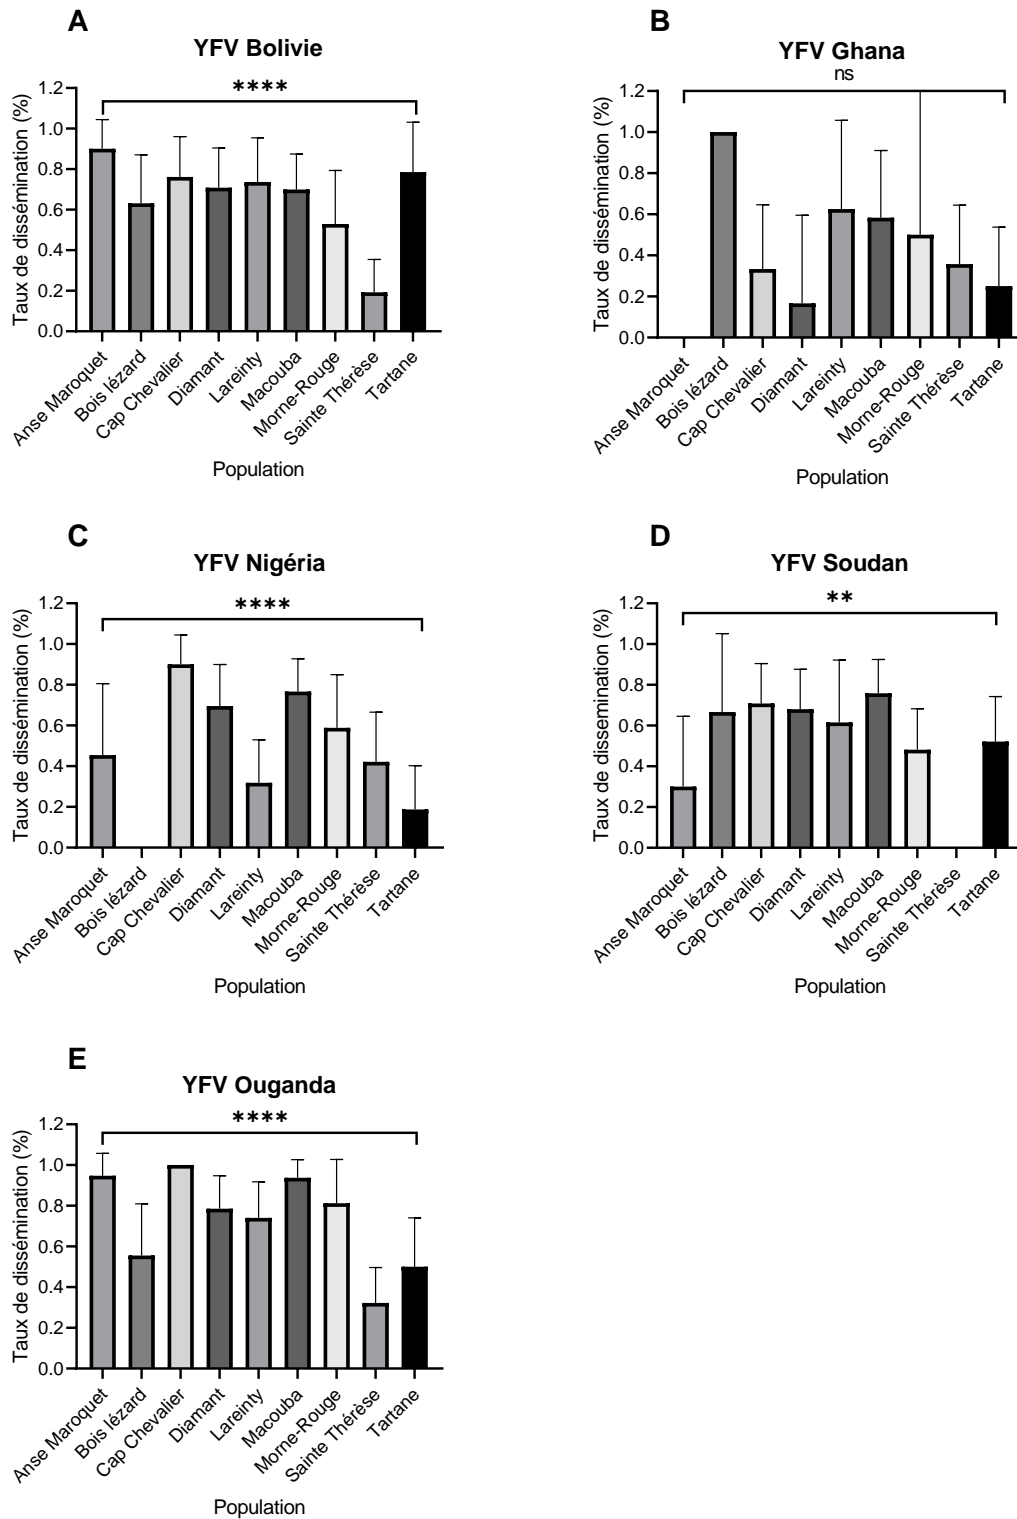 A
YFV Bolivie
****
Taux de dissémination (%)
1.2
1.0
0.8
0.6
0.4
0.2
0.0
Anse Maroquet
Bois lézard
Cap Chevalier
Diamant
Lareinty
Macouba
Morne-Rouge
Sainte Thérèse
Tartane
Population
B
YFV Ghana
ns
Taux de dissémination (%)
1.2
1.0
0.8
0.6
0.4
0.2
0.0
Anse Maroquet
Bois lézard
Cap Chevalier
Diamant
Lareinty
Macouba
Morne-Rouge
Sainte Thérèse
Tartane
Population
C
YFV Nigéria
****
Taux de dissémination (%)
1.2
1.0
0.8
0.6
0.4
0.2
0.0
Anse Maroquet
Bois lézard
Cap Chevalier
Diamant
Lareinty
Macouba
Morne-Rouge
Sainte Thérèse
Tartane
Population
D
YFV Soudan
**
Taux de dissémination (%)
1.2
1.0
0.8
0.6
0.4
0.2
0.0
Anse Maroquet
Bois lézard
Cap Chevalier
Diamant
Lareinty
Macouba
Morne-Rouge
Sainte Thérèse
Tartane
Population
E
YFV Ouganda
****
Taux de dissémination (%)
1.2
1.0
0.8
0.6
0.4
0.2
0.0
Anse Maroquet
Bois lézard
Cap Chevalier
Diamant
Lareinty
Macouba
Morne-Rouge
Sainte Thérèse
Tartane
Population